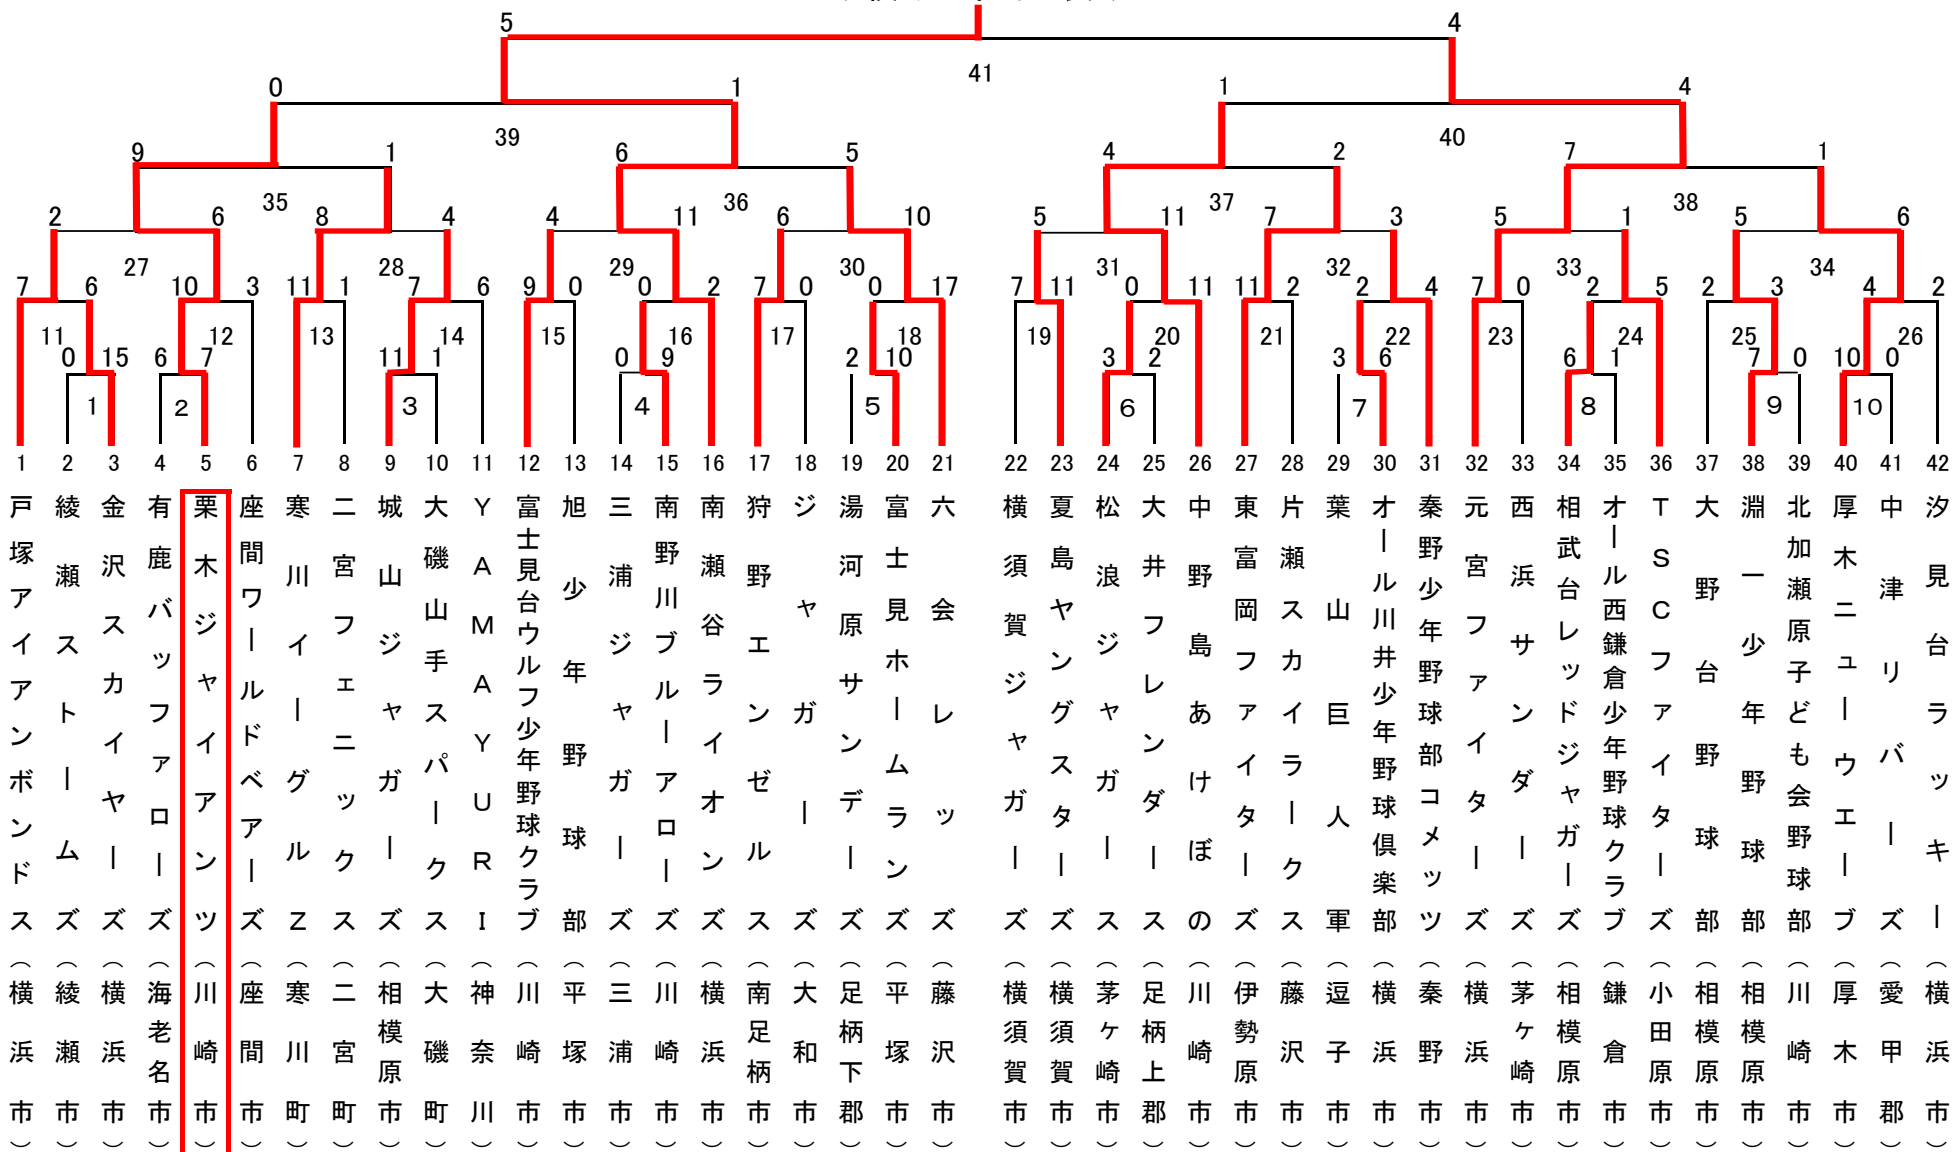 5 4
41
0 1 1 4
39 40
9 1 6 5 4 2 7 1
35 36 37 38
2 6 8 4 4 11 6 10 5 11 7 3 5 1 5 6
27 28 29 30 31 32 33 34
7 6 10 3 11 1 7 6 9 0 0 2 7 0 0 17 7 11 0 11 11 2 2 4 7 0 2 5 2 3 4 2
11 12 13 14 15 16 17 18 19 20 21 22 23 24 25 26
0 15 6 7 11 1 0 9 2 10 3 2 3 6 6 1 7 0 10 0
1 2 3 4 5 6 7 8 9 10
1 戸塚アイアンボンドス（横浜市）
2 綾瀬ストームズ（綾瀬市）
3 金沢スカイヤーズ（横浜市）
4 有鹿バッファローズ（海老名市）
5 栗木ジャイアンツ（川崎市）
6 座間ワールドベアーズ（座間市）
7 寒川イーグルZ（寒川町）
8 二宮フェニックス（二宮町）
9 城山ジャガーズ（相模原市）
10 大磯山手スパークス（大磯町）
11 YAMAYURI（神奈川）
12 富士見台ウルフ少年野球クラブ（川崎市）
13 旭少年野球部（平塚市）
14 三浦ジャガーズ（三浦市）
15 南野川ブルーアローズ（川崎市）
16 南瀬谷ライオンズ（横浜市）
17 狩野エンゼルス（南足柄市）
18 ジャガーズ（大和市）
19 湯河原サンデーズ（足柄下郡）
20 富士見ホームランズ（平塚市）
21 六会レッズ（藤沢市）
22 横須賀ジャガーズ（横須賀市）
23 夏島ヤングスターズ（横須賀市）
24 松浪ジャガース（茅ヶ崎市）
25 大井フレンダース（足柄上郡）
26 中野島あけぼの（川崎市）
27 東富岡ファイターズ（伊勢原市）
28 片瀬スカイラークス（藤沢市）
29 葉山巨人軍（逗子市）
30 オール川井少年野球倶楽部（横浜市）
31 秦野少年野球部コメッツ（秦野市）
32 元宮ファイターズ（横浜市）
33 西浜サンダーズ（茅ヶ崎市）
34 相武台レッドジャガーズ（相模原市）
35 オール西鎌倉少年野球クラブ（鎌倉市）
36 TSCファイターズ（小田原市）
37 大野台野球部（相模原市）
38 淵一少年野球部（相模原市）
39 北加瀬原子ども会野球部（川崎市）
40 厚木ニューウエーブ（厚木市）
41 中津リバーズ（愛甲郡）
42 汐見台ラッキー（横浜市）